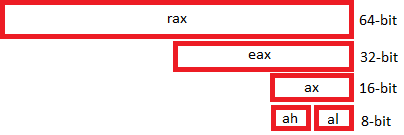 rax 64-bit
eax 32-bit
ax 16-bit
ah al 8-bit